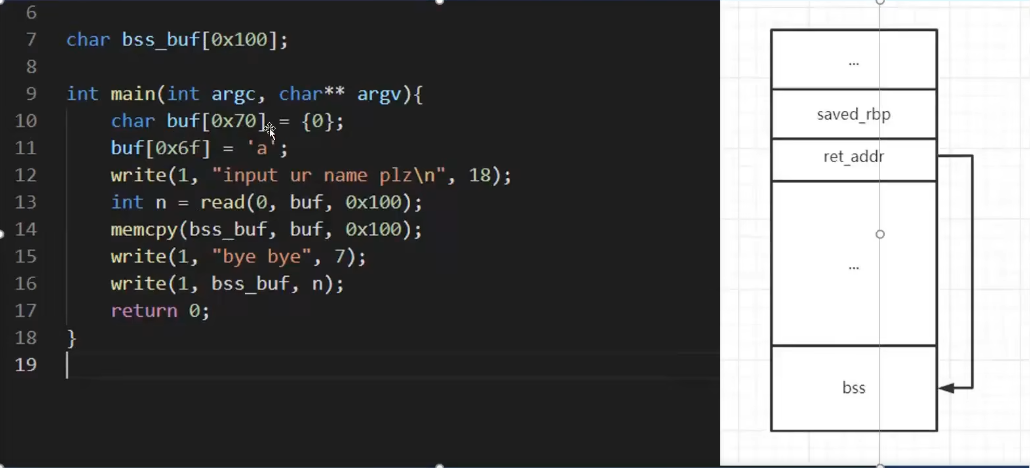 6
7 char bss_buf[0x100];
8
9 int main(int argc, char** argv){
10 char buf[0x70] = {0};
11 buf[0x6f] = 'a';
12 write(1, "input ur name plz\n", 18);
13 int n = read(0, buf, 0x100);
14 memcpy(bss_buf, buf, 0x100);
15 write(1, "bye bye", 7);
16 write(1, bss_buf, n);
17 return 0;
18 }
19
...
saved_rbp
ret_addr
...
bss